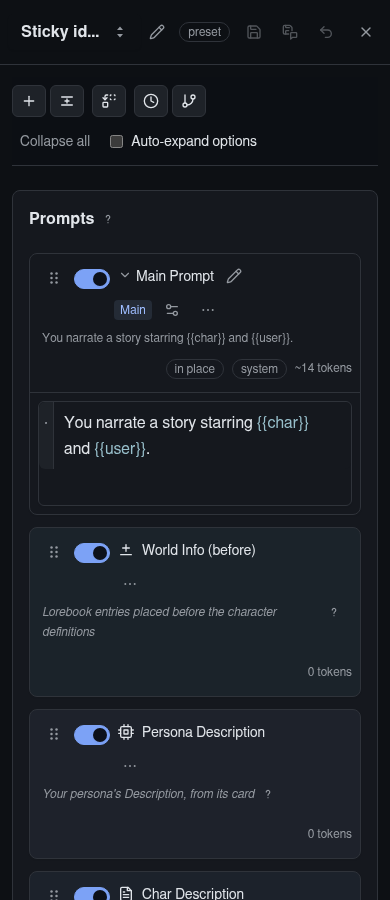 Sticky id...
preset
Collapse all
Auto-expand options
Prompts ?
Main Prompt
Main
You narrate a story starring {{char}} and {{user}}.
in place system ~14 tokens
You narrate a story starring {{char}}
and {{user}}.
World Info (before)
Lorebook entries placed before the character ?
definitions
0 tokens
Persona Description
Your persona's Description, from its card ?
0 tokens
Char Description